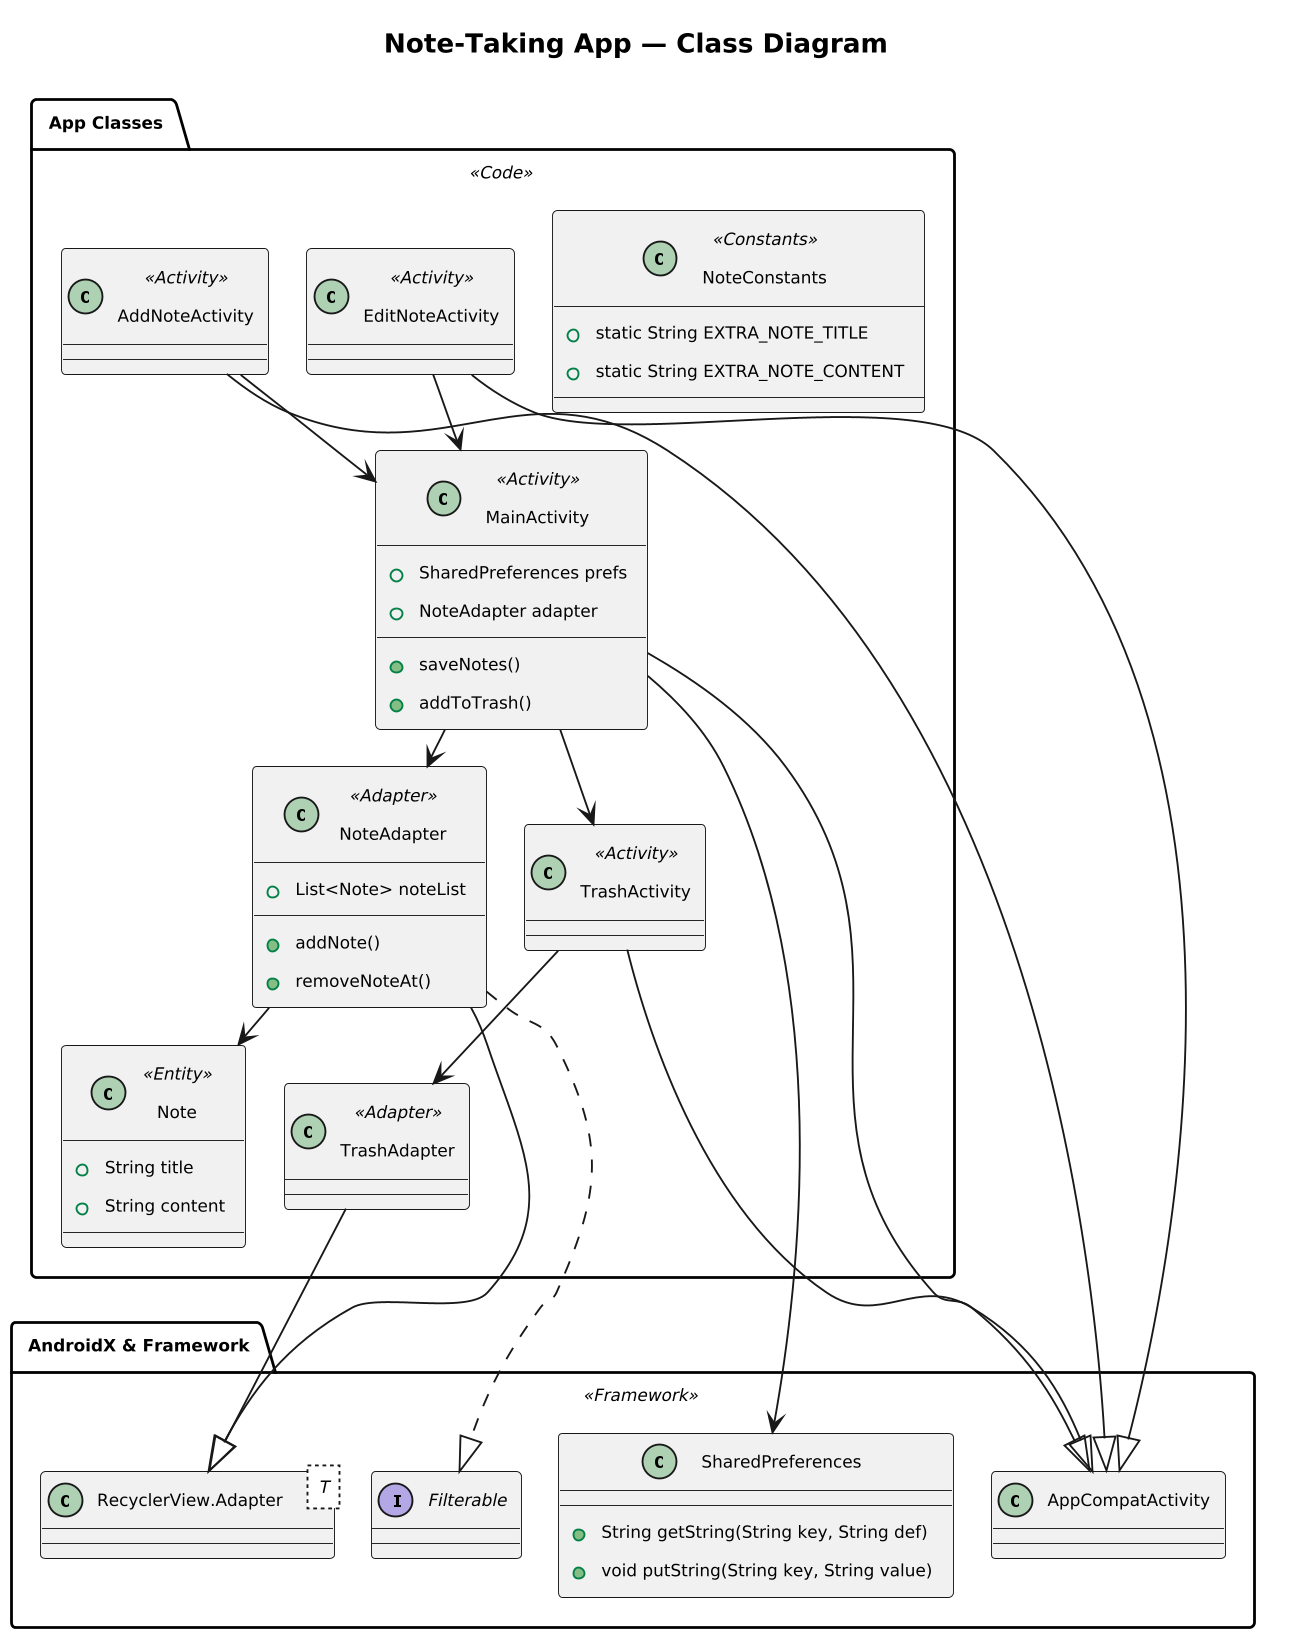 Note-Taking App — Class Diagram
App Classes
«Code»
«Activity»
C
AddNoteActivity
«Activity»
C
EditNoteActivity
«Constants»
C
NoteConstants
static String EXTRA_NOTE_TITLE
static String EXTRA_NOTE_CONTENT
«Activity»
C
MainActivity
SharedPreferences prefs
NoteAdapter adapter
saveNotes()
addToTrash()
«Adapter»
C
NoteAdapter
List<Note> noteList
addNote()
removeNoteAt()
«Activity»
C
TrashActivity
«Entity»
C
Note
String title
String content
«Adapter»
C
TrashAdapter
AndroidX & Framework
«Framework»
C
RecyclerView.Adapter
T
I
Filterable
C
SharedPreferences
String getString(String key, String def)
void putString(String key, String value)
C
AppCompatActivity